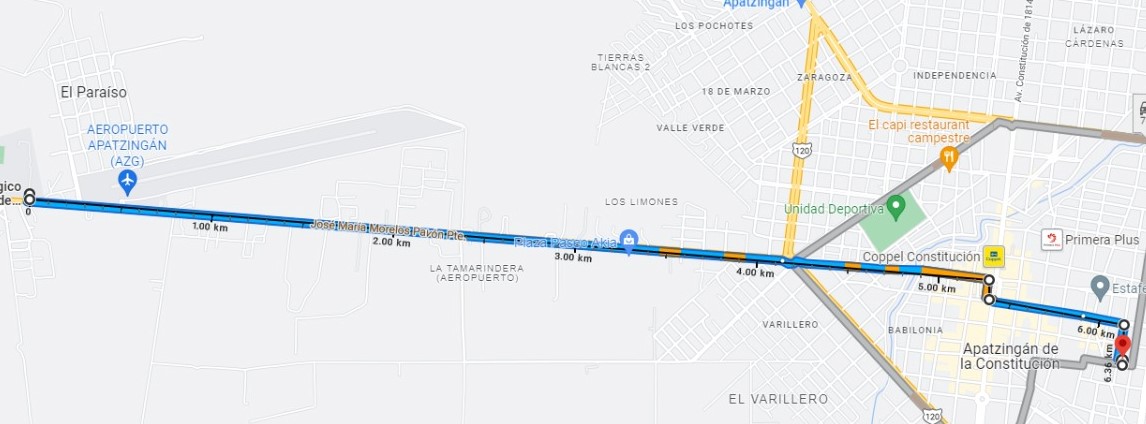 Apatzingán
LOS POCHOTES
Av. Constitución de 1814
LÁZARO
CÁRDENAS
TIERRAS
BLANCAS 2
ZARAGOZA
INDEPENDENCIA
El Paraíso
18 DE MARZO
AEROPUERTO
APATZINGÁN
(AZG)
VALLE VERDE
El capi restaurant
campestre
120
gico
de...
0
LOS LIMONES
Unidad Deportiva
1.00 km
José María Morelos Pavón Pte.
2.00 km
Plaza Paseo Akia
3.00 km
Coppel Constitución
Coppel
Primera Plus
LA TAMARINDERA
(AEROPUERTO)
4.00 km
5.00 km
Estafe
VARILLERO
BABILONIA
6.00 km
Apatzingán de
la Constitución
6.36 km
EL VARILLERO
120